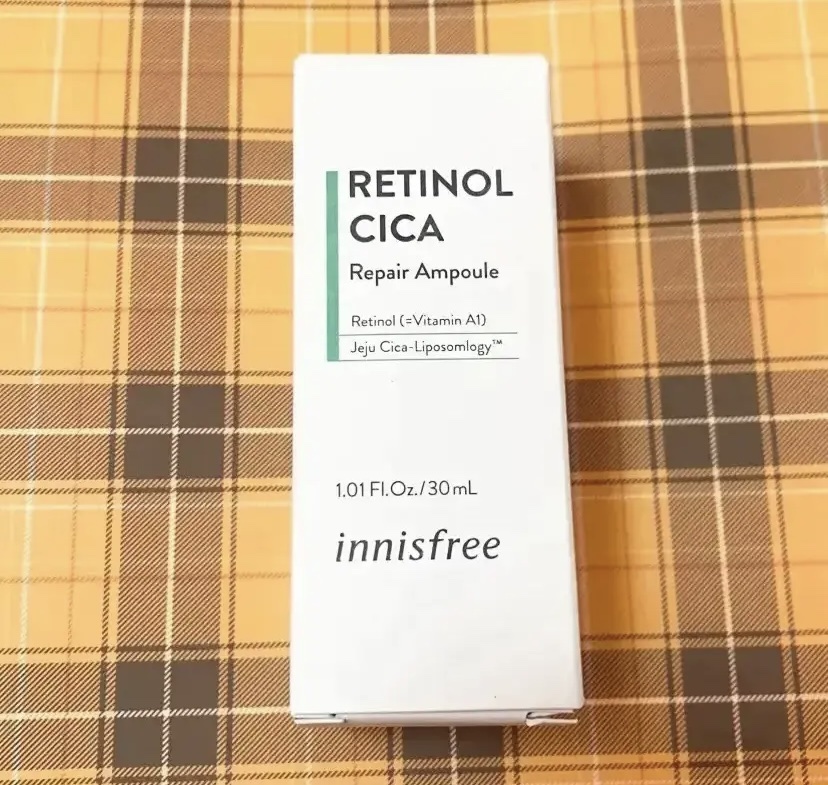 RETINOL
CICA
Repair Ampoule
Retinol (=Vitamin A1)
Jeju Cica-Liposomlogy™
1.01 Fl.Oz./30mL
innisfree